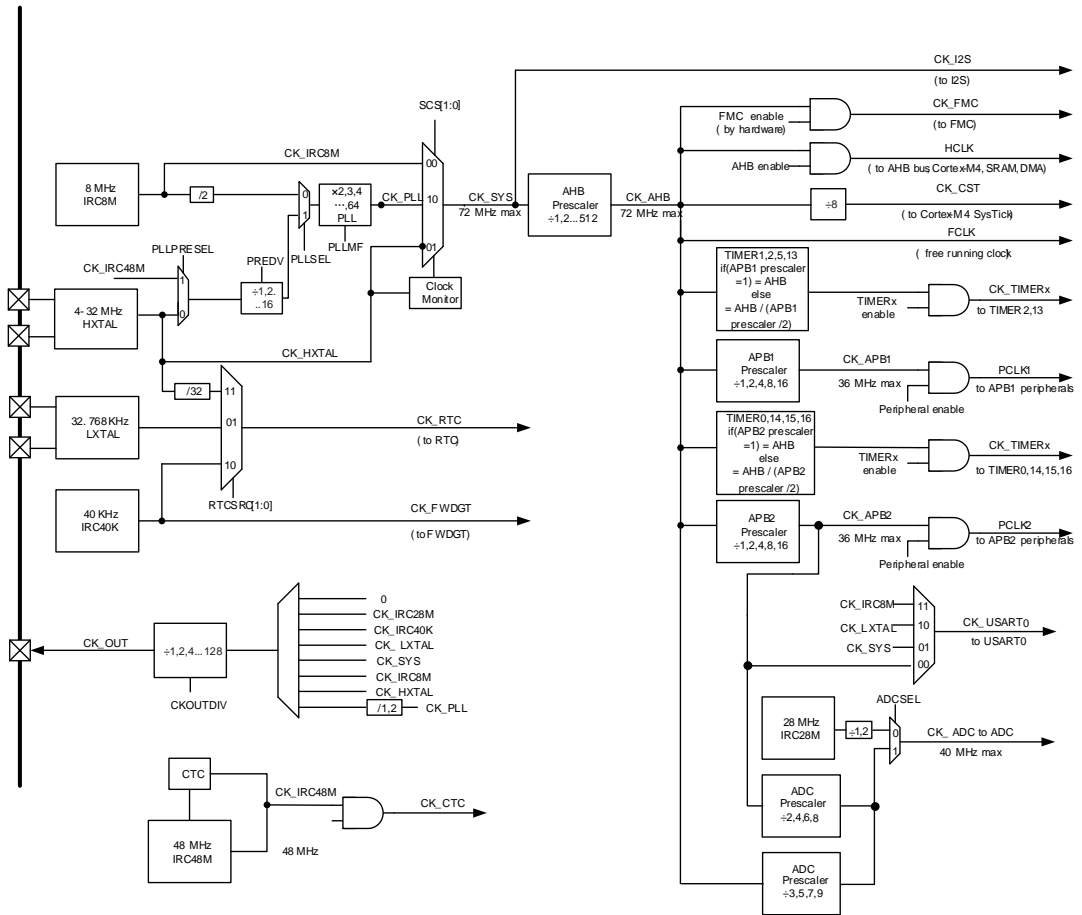 CK_I2S
(to I2S)
SCS[1:0]
FMC enable
( by hardware)
CK_FMC
(to FMC)
CK_IRC8M
00
HCLK
AHB enable
( to AHB bus,Cortex-M4, SRAM,DMA)
8 MHz
IRC8M
/2
0
1
×2,3,4
…,64
PLL
CK_PLL
10
CK_SYS
72 MHz max
AHB
Prescaler
÷1,2...512
CK_AHB
72 MHz max
÷8
CK_CST
(to Cortex-M4 SysTick)
FCLK
( free running clock)
PLLSEL
PLLMF
01
PLLPRESEL
PREDV
CK_IRC48M
1
0
÷1,2.
..16
Clock
Monitor
4-32 MHz
HXTAL
TIMER1,2,5,13
if(APB1 prescaler
=1) = AHB
else
= AHB / (APB1
prescaler /2)
TIMERx
enable
CK_TIMERx
to TIMER2,13
CK_HXTAL
APB1
Prescaler
÷1,2,4,8,16
CK_APB1
36 MHz max
PCLK1
to APB1 peripherals
Peripheral enable
/32
11
32.768KHz
LXTAL
01
CK_RTC
(to RTC)
10
TIMER0,14,15,16
if(APB2 prescaler
=1) = AHB
else
= AHB / (APB2
prescaler /2)
TIMERx
enable
CK_TIMERx
to TIMER0,14,15,16
RTCSRC[1:0]
40 KHz
IRC40K
CK_FWDGT
(to FWDGT)
APB2
Prescaler
÷1,2,4,8,16
CK_APB2
36 MHz max
PCLK2
to APB2 peripherals
Peripheral enable
CK_OUT
÷1,2,4...128
CKOUTDIV
0
CK_IRC28M
CK_IRC40K
CK_LXTAL
CK_SYS
CK_IRC8M
CK_HXTAL
/1,2
CK_PLL
CK_IRC8M
11
CK_LXTAL
10
CK_SYS
01
00
CK_USART0
to USART0
28 MHz
IRC28M
÷1,2
ADCSEL
0
1
CK_ADC to ADC
40 MHz max
CTC
CK_IRC48M
CK_CTC
48 MHz
IRC48M
48 MHz
ADC
Prescaler
÷2,4,6,8
ADC
Prescaler
÷3,5,7,9